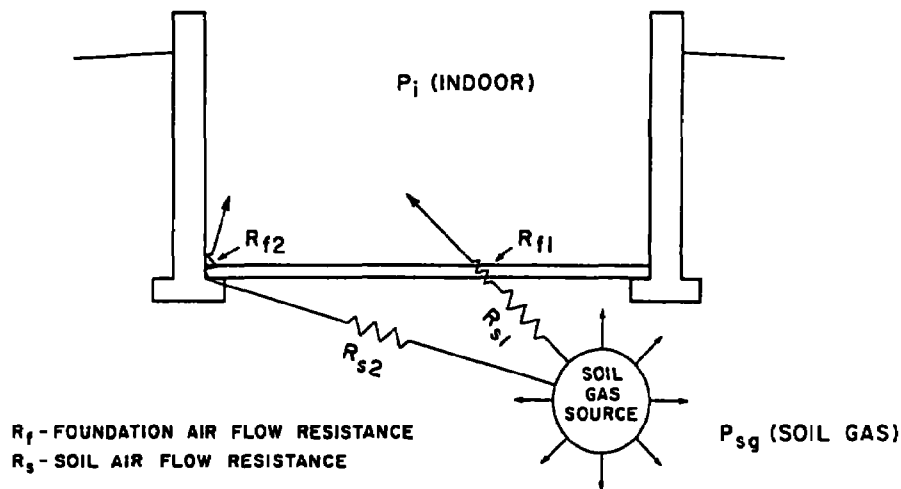 Pi (INDOOR)
Rf2
Rf1
Rs1
Rs2
SOIL
GAS
SOURCE
Psg (SOIL GAS)
Rf - FOUNDATION AIR FLOW RESISTANCE
Rs - SOIL AIR FLOW RESISTANCE